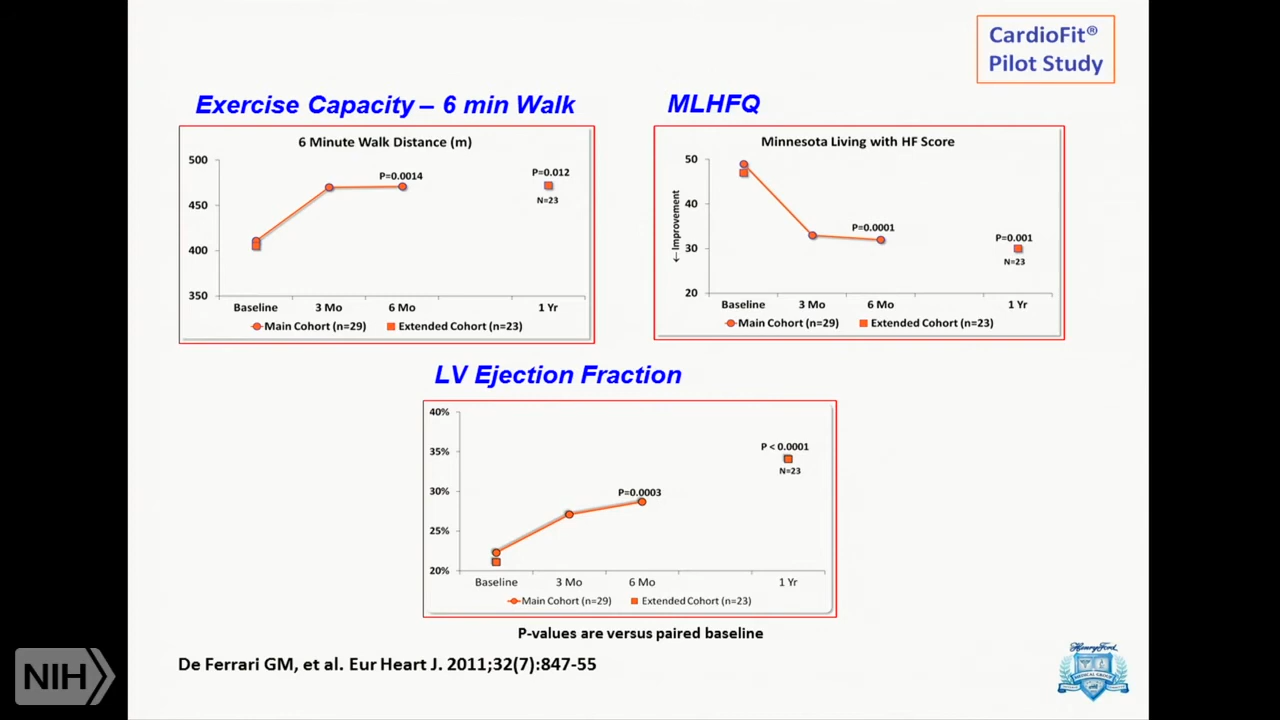 CardioFit®
Pilot Study
Exercise Capacity – 6 min Walk
6 Minute Walk Distance (m)
500
450
400
350
P=0.0014
P=0.012
N=23
Baseline
3 Mo
6 Mo
1 Yr
Main Cohort (n=29)
Extended Cohort (n=23)
MLHFQ
Minnesota Living with HF Score
← Improvement
50
40
30
20
P=0.0001
P=0.001
N=23
Baseline
3 Mo
6 Mo
1 Yr
Main Cohort (n=29)
Extended Cohort (n=23)
LV Ejection Fraction
40%
35%
30%
25%
20%
P=0.0003
P < 0.0001
N=23
Baseline
3 Mo
6 Mo
1 Yr
Main Cohort (n=29)
Extended Cohort (n=23)
P-values are versus paired baseline
De Ferrari GM, et al. Eur Heart J. 2011;32(7):847-55
NIH
Henry Ford
MEDICAL GROUP